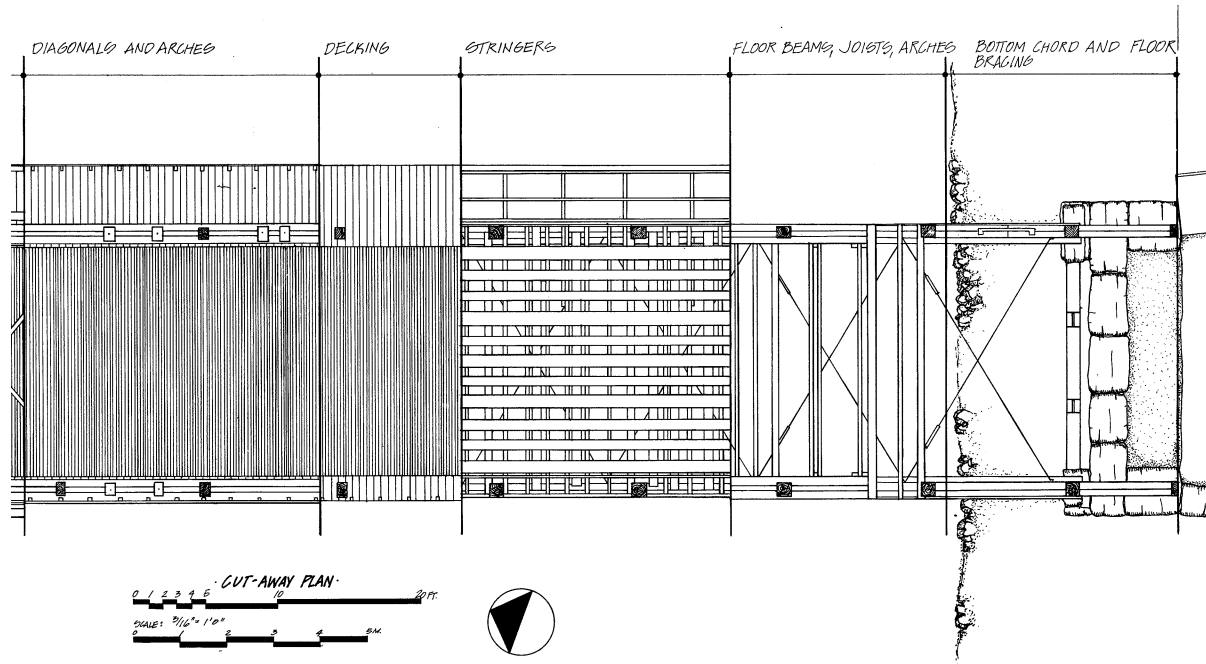 DIAGONALS AND ARCHES
DECKING
STRINGERS
FLOOR BEAMS, JOISTS, ARCHES
BOTTOM CHORD AND FLOOR
BRACING
·CUT-AWAY PLAN·
0 1 2 3 4 5 10 20 FT.
SCALE: 3/16" = 1'0"
0 1 2 3 4 5 M.